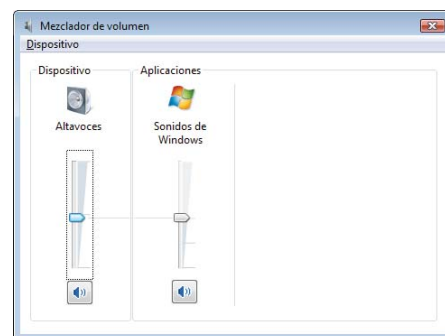 Mezclador de volumen
Dispositivo
Dispositivo
Aplicaciones
Altavoces
Sonidos de
Windows